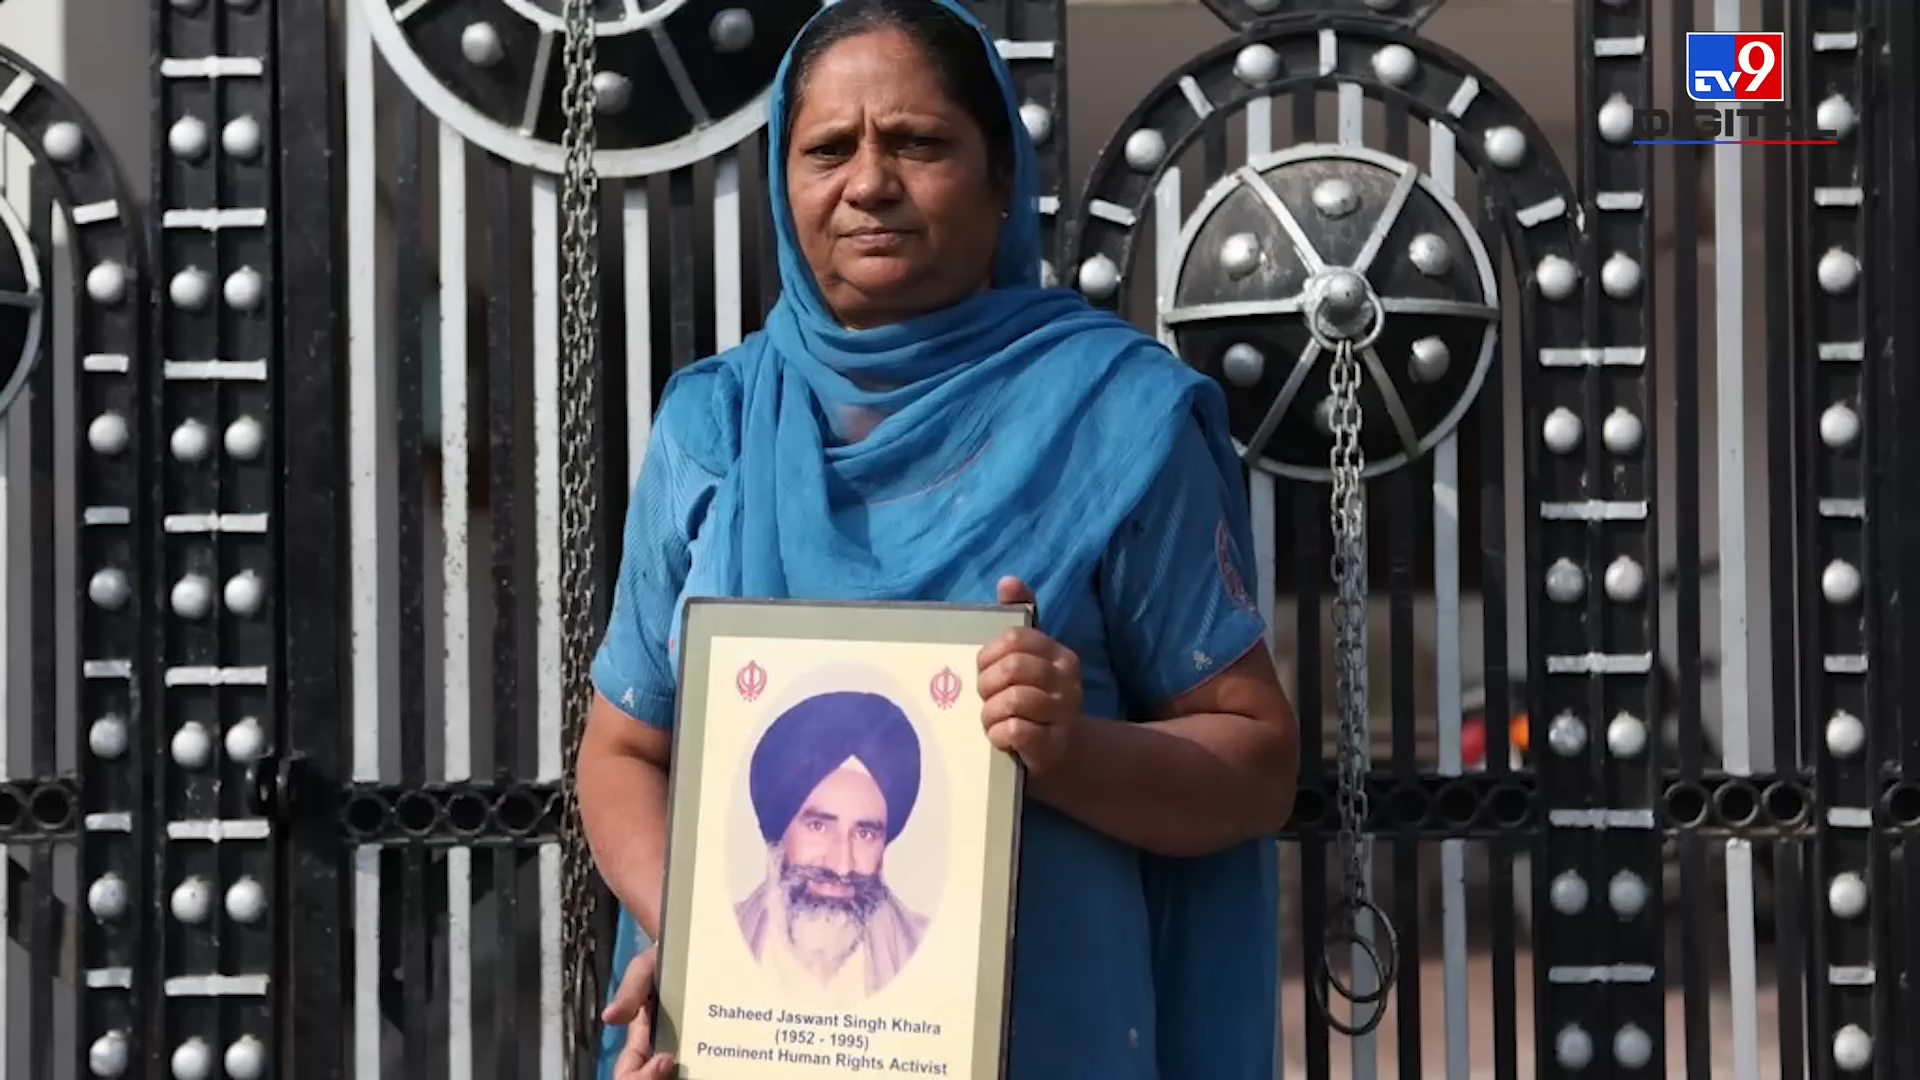 TV9
DIGITAL
Shaheed Jaswant Singh Khalra
(1952 - 1995)
Prominent Human Rights Activist